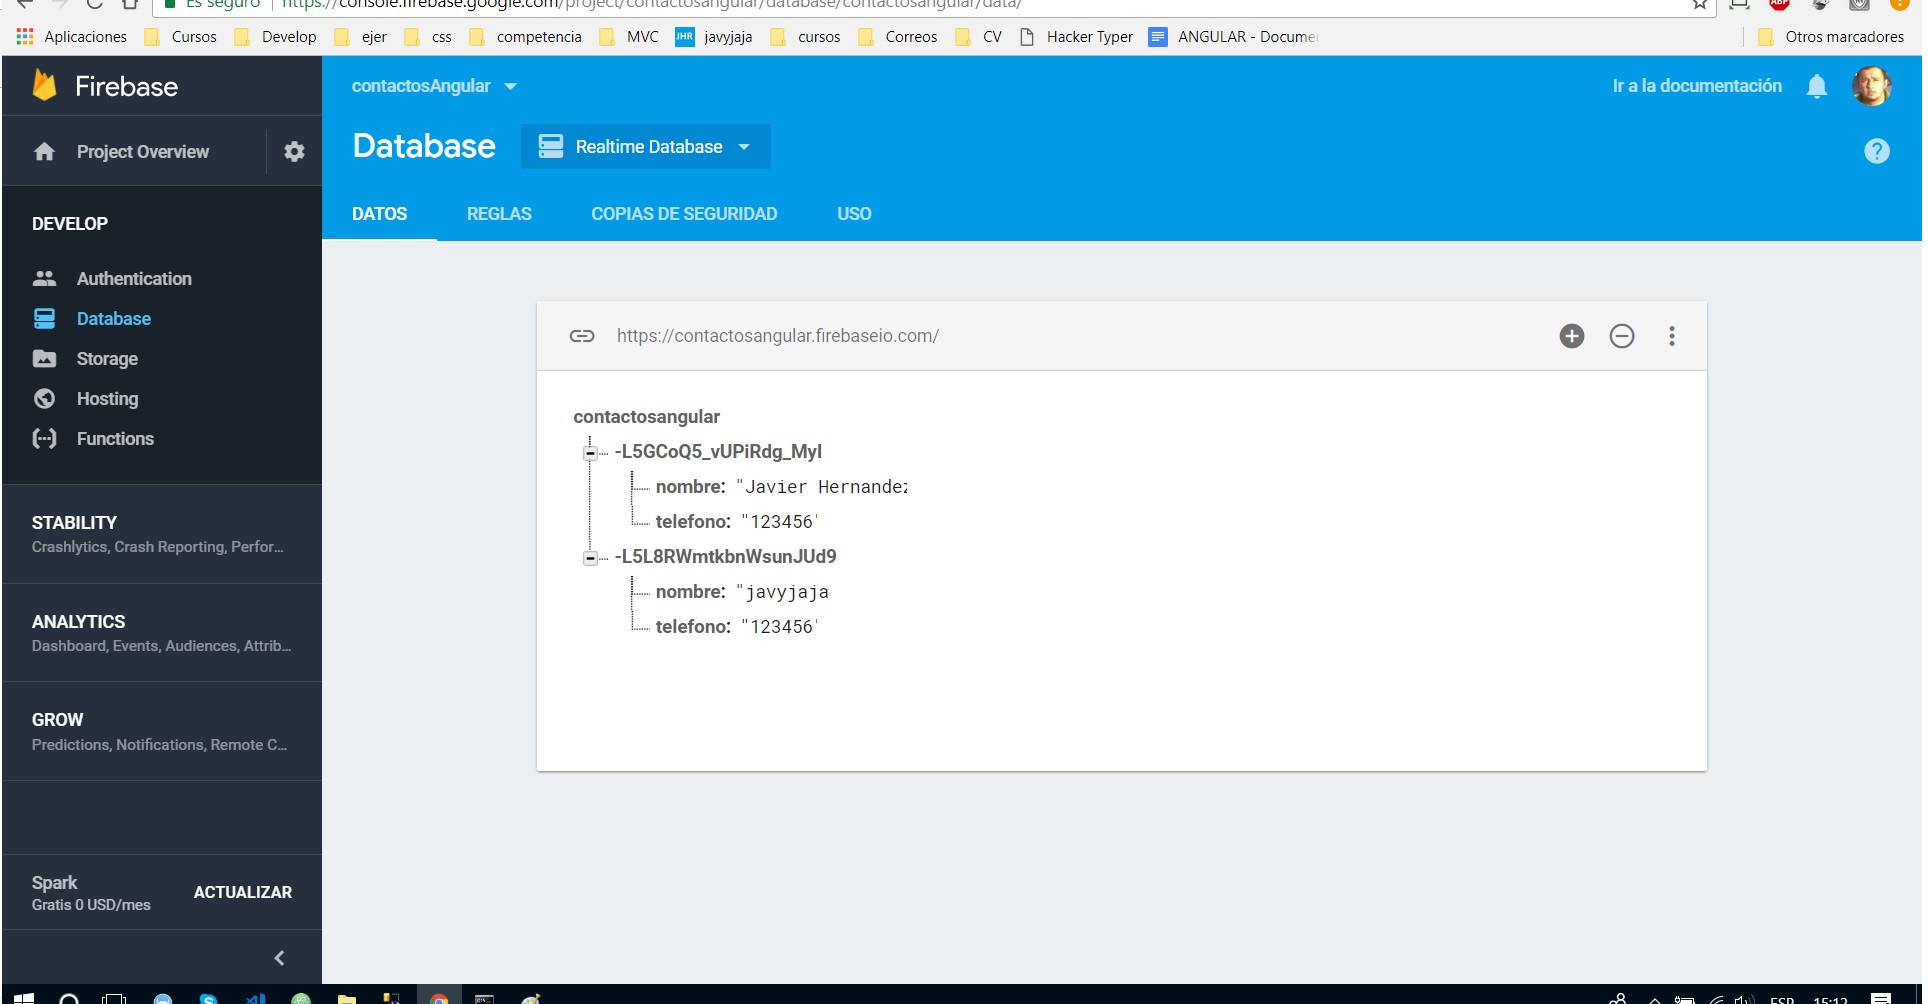 Es seguro https://console.firebase.google.com/project/contactosangular/database/contactosangular/data/
Aplicaciones Cursos Develop ejer css competencia MVC JHR javyjaja cursos Correos CV Hacker Typer ANGULAR - Docume Otros marcadores
Firebase
contactosAngular
Ir a la documentación
Project Overview
Database
Realtime Database
DATOS REGLAS COPIAS DE SEGURIDAD USO
DEVELOP
Authentication
Database
Storage
Hosting
Functions
STABILITY
Crashlytics, Crash Reporting, Perfor...
ANALYTICS
Dashboard, Events, Audiences, Attrib...
GROW
Predictions, Notifications, Remote C...
Spark
Gratis 0 USD/mes
ACTUALIZAR
https://contactosangular.firebaseio.com/
contactosangular
-L5GCoQ5_vUPiRdg_MyI
nombre: "Javier Hernandez
telefono: "123456"
-L5L8RWmtkbnWsunJUd9
nombre: "javyjaja
telefono: "123456"
ESP 15:12